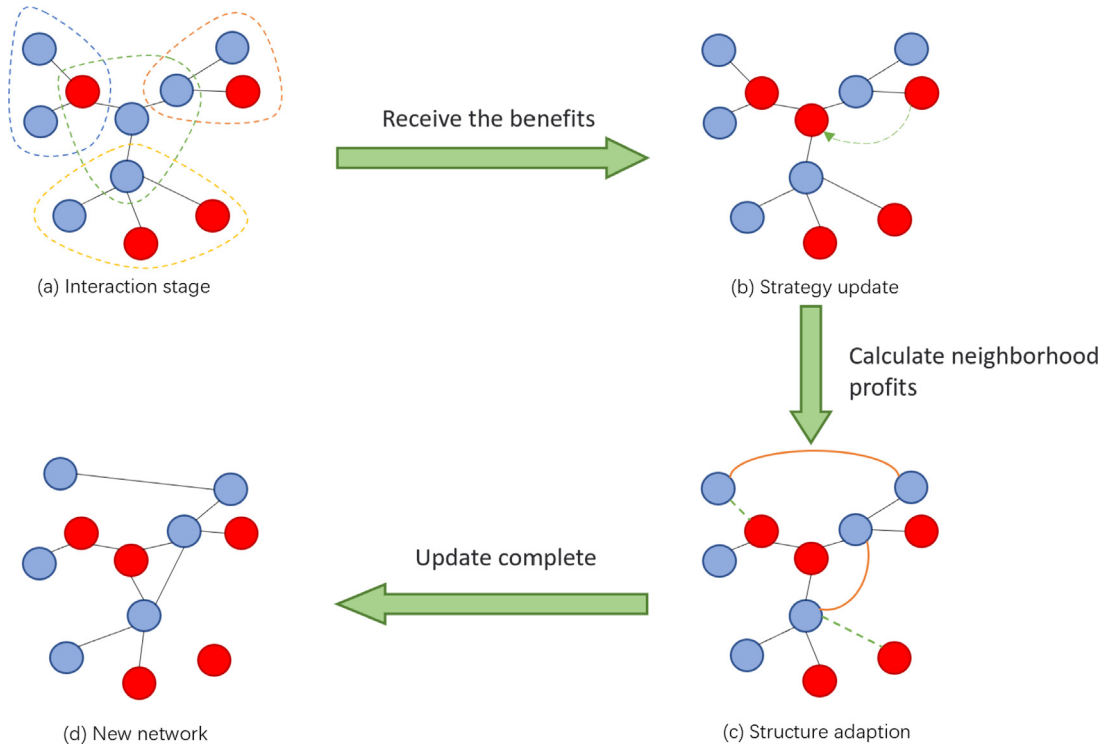 Receive the benefits
(a) Interaction stage
(b) Strategy update
Calculate neighborhood
profits
Update complete
(d) New network
(c) Structure adaption